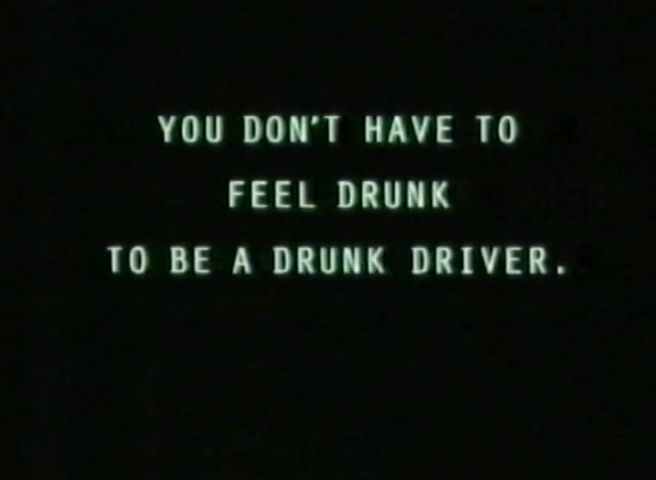 YOU DON'T HAVE TO
FEEL DRUNK
TO BE A DRUNK DRIVER.